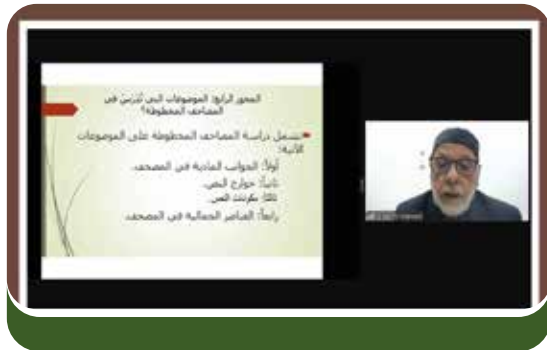 المحور الرابع: الموضوعات التي تُدرَسُ في
المصاحف المخطوطة؟
تشمل دراسة المصاحف المخطوطة على الموضوعات
الآتية:
أولاً: الجوانب المادية في المصحف.
ثانياً: خوارج النص.
ثالثا: مكونات النص.
رابعاً: العناصر الجمالية في المصحف.